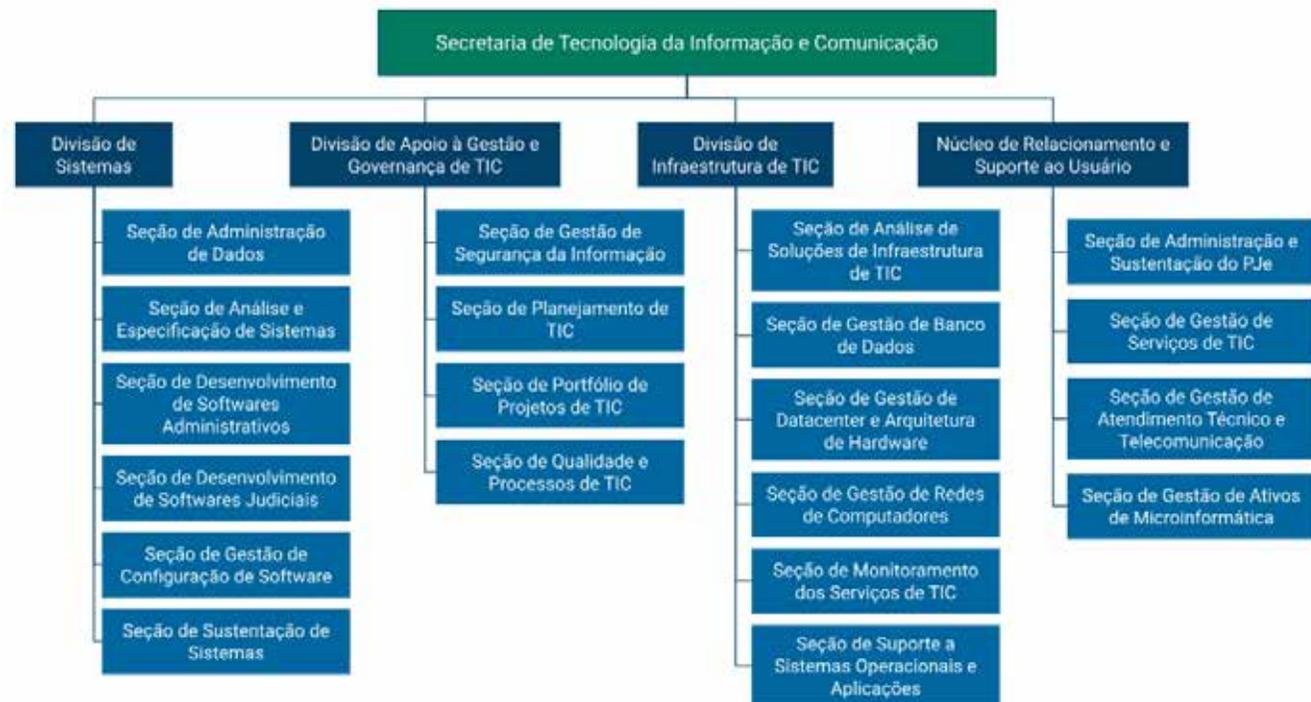 Secretaria de Tecnologia da Informação e Comunicação
Divisão de
Sistemas
Seção de Administração
de Dados
Seção de Análise e
Especificação de Sistemas
Seção de Desenvolvimento
de Softwares
Administrativos
Seção de Desenvolvimento
de Softwares Judiciais
Seção de Gestão de
Configuração de Software
Seção de Sustentação de
Sistemas
Divisão de Apoio à Gestão e
Governança de TIC
Seção de Gestão de
Segurança da Informação
Seção de Planejamento de
TIC
Seção de Portfólio de
Projetos de TIC
Seção de Qualidade e
Processos de TIC
Divisão de
Infraestrutura de TIC
Seção de Análise de
Soluções de Infraestrutura
de TIC
Seção de Gestão de Banco
de Dados
Seção de Gestão de
Datacenter e Arquitetura
de Hardware
Seção de Gestão de Redes
de Computadores
Seção de Monitoramento
dos Serviços de TIC
Seção de Suporte a
Sistemas Operacionais e
Aplicações
Núcleo de Relacionamento e
Suporte ao Usuário
Seção de Administração e
Sustentação do PJe
Seção de Gestão de
Serviços de TIC
Seção de Gestão de
Atendimento Técnico e
Telecomunicação
Seção de Gestão de Ativos
de Microinformática